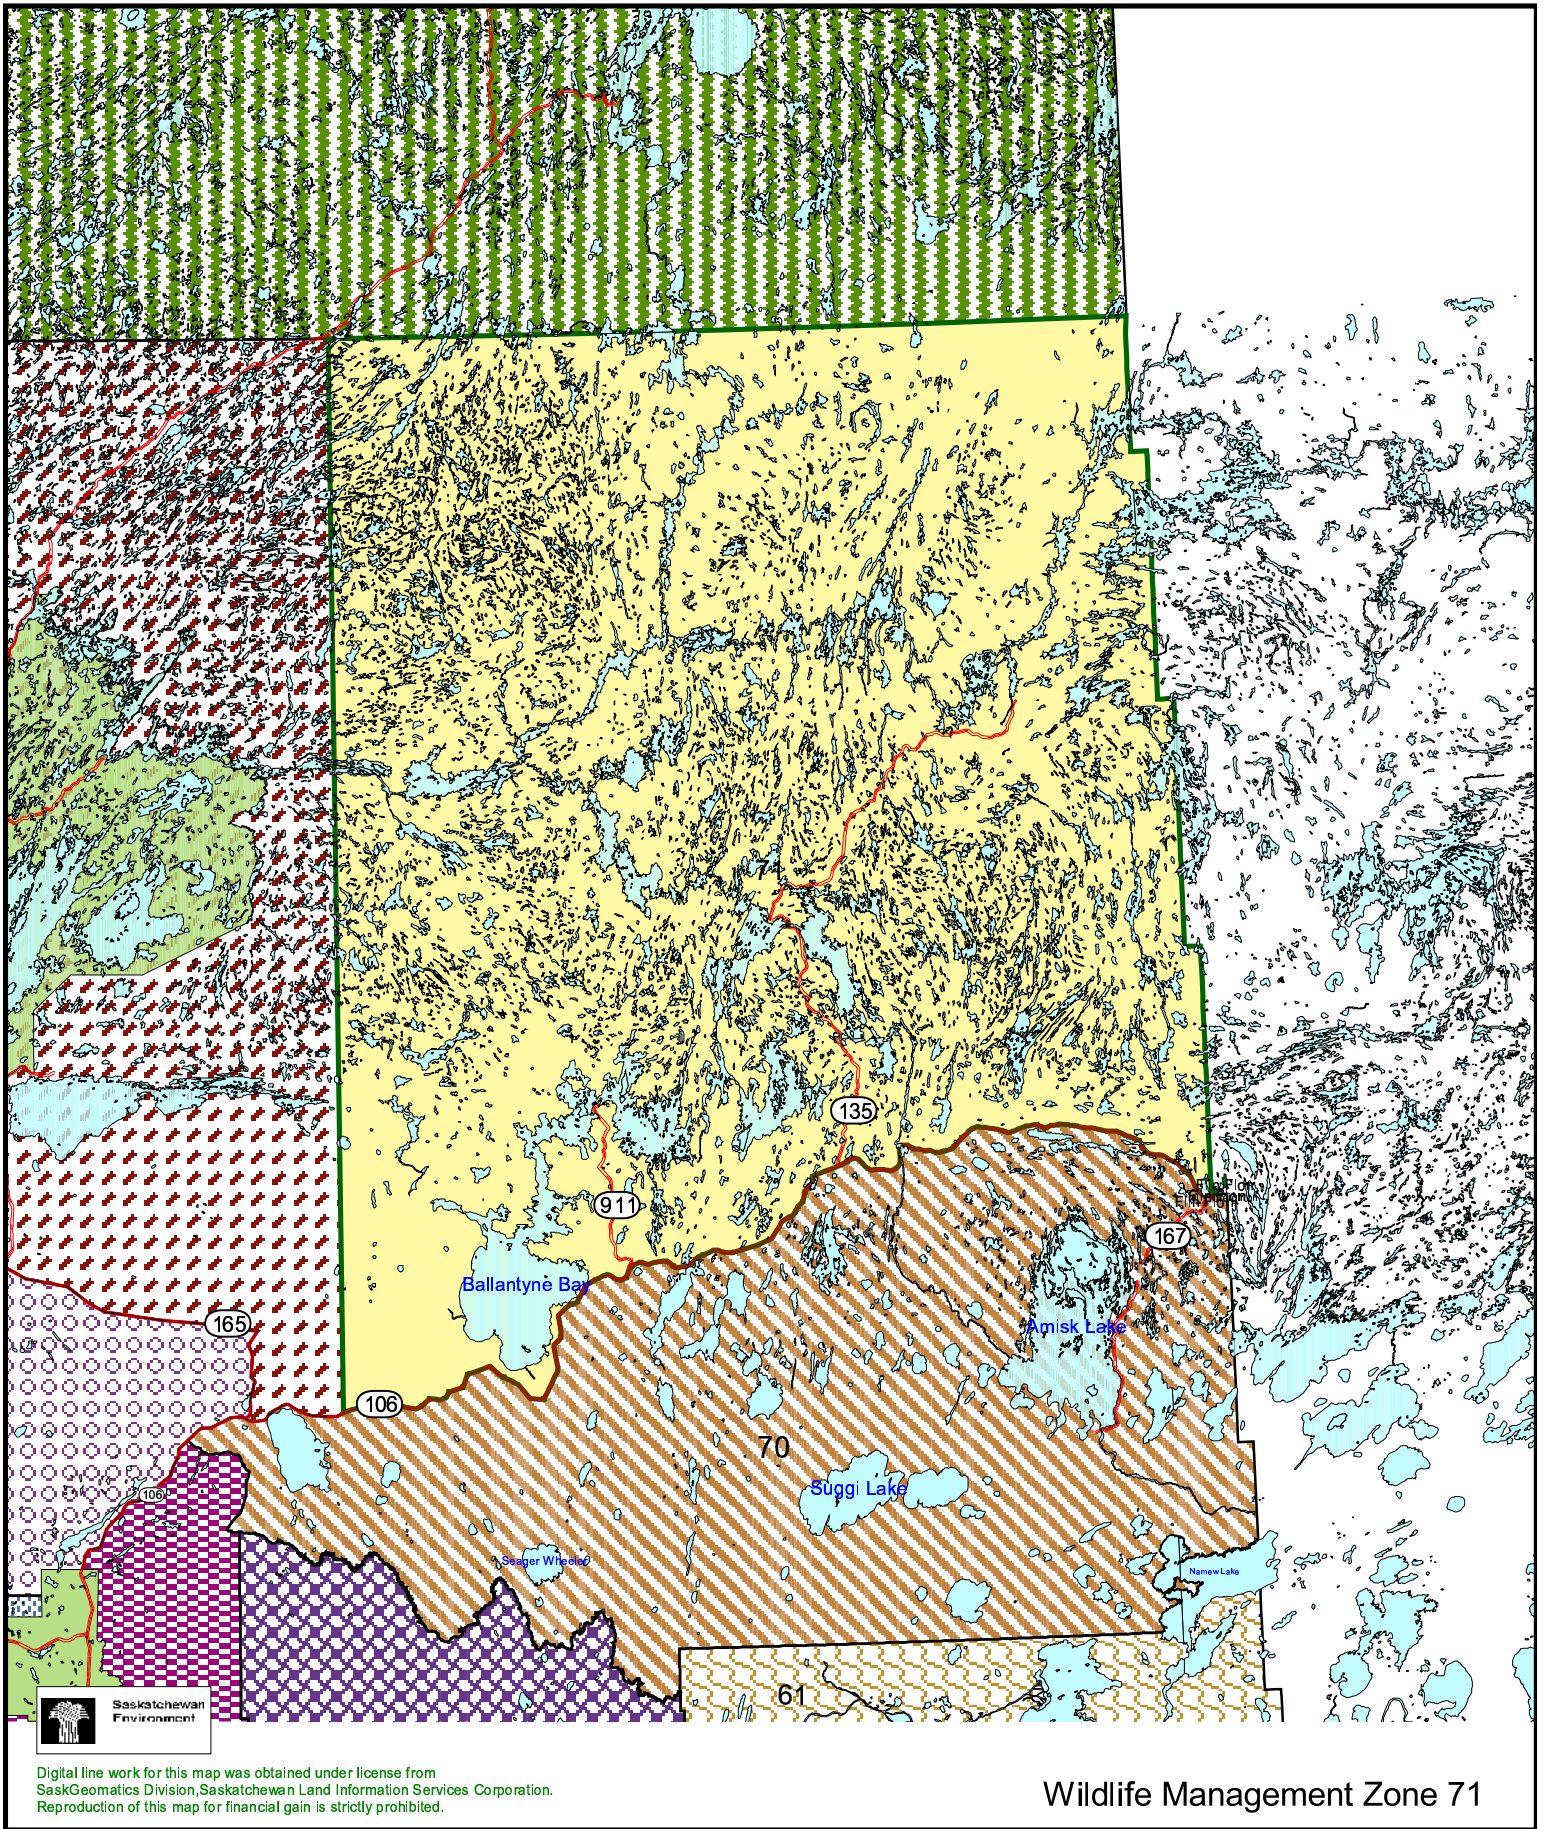 135
911
167
Ballantyne Bay
Amisk Lake
165
106
70
Suggi Lake
106
Seager Wheeler
Namew Lake
61
Saskatchewan
Environment
Digital line work for this map was obtained under license from
SaskGeomatics Division,Saskatchewan Land Information Services Corporation.
Reproduction of this map for financial gain is strictly prohibited.
Wildlife Management Zone 71